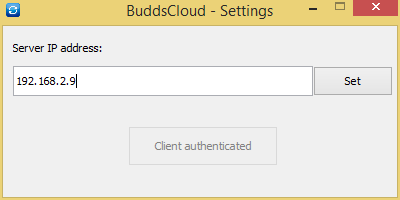 BuddsCloud - Settings
Server IP address:
192.168.2.9
Set
Client authenticated